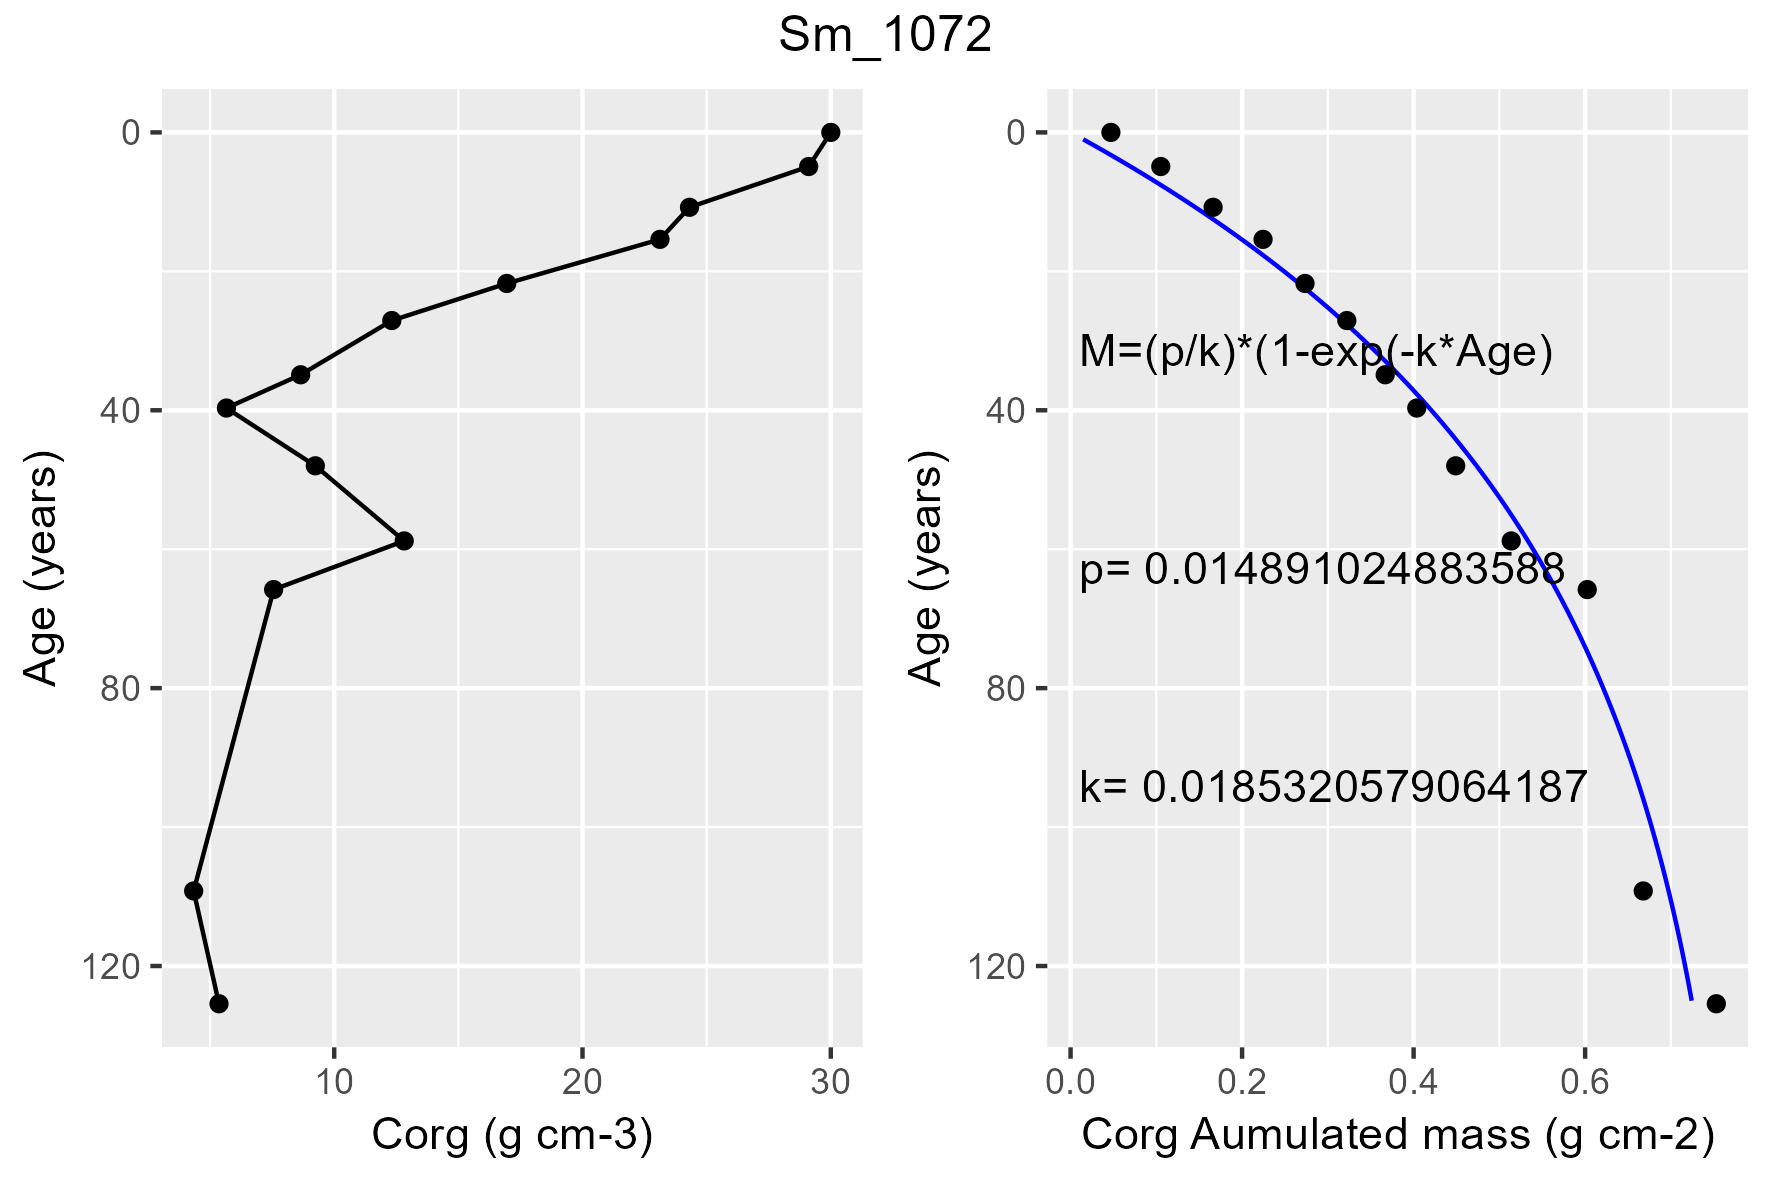 Sm_1072
0
40
80
120
Age (years)
10
20
30
Corg (g cm-3)
0
40
80
120
Age (years)
M=(p/k)*(1-exp(-k*Age)
p= 0.014891024883588
k= 0.0185320579064187
0.0
0.2
0.4
0.6
Corg Aumulated mass (g cm-2)